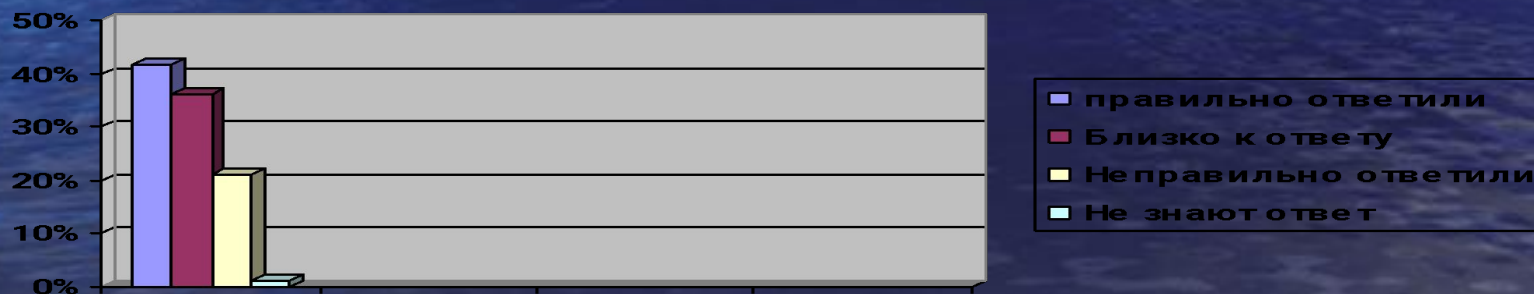 50%
40%
30%
20%
10%
0%
правильно ответили
Близко к ответу
Неправильно ответили
Не знают ответ